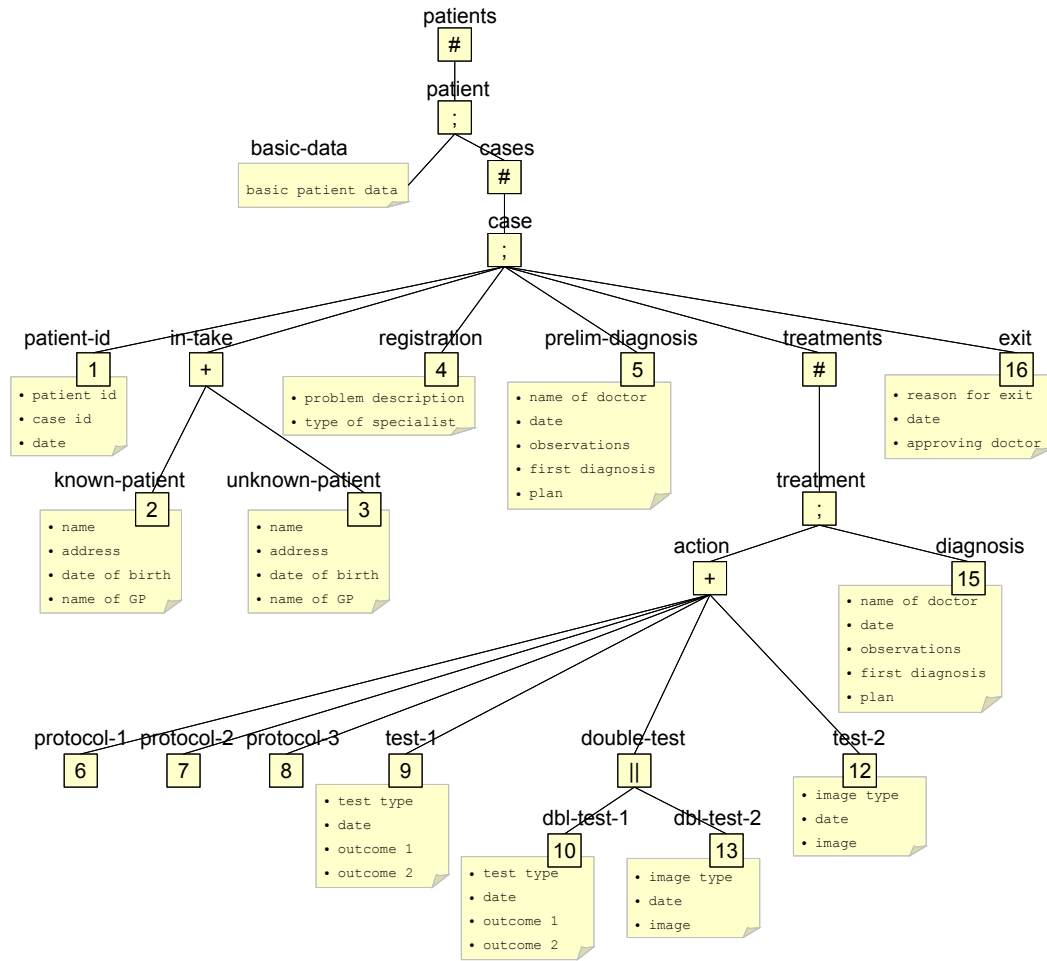 patients
#
patient
;
basic-data
cases
basic patient data
#
case
;
patient-id
in-take
registration
prelim-diagnosis
treatments
exit
1
+
4
5
#
16
• patient id
• case id
• date
• problem description
• type of specialist
• name of doctor
• date
• observations
• first diagnosis
• plan
• reason for exit
• date
• approving doctor
known-patient
unknown-patient
treatment
2
3
;
• name
• address
• date of birth
• name of GP
• name
• address
• date of birth
• name of GP
action
diagnosis
+
15
• name of doctor
• date
• observations
• first diagnosis
• plan
protocol-1
protocol-2
protocol-3
test-1
double-test
test-2
6
7
8
9
||
12
• test type
• date
• outcome 1
• outcome 2
• image type
• date
• image
dbl-test-1
dbl-test-2
10
13
• test type
• date
• outcome 1
• outcome 2
• image type
• date
• image